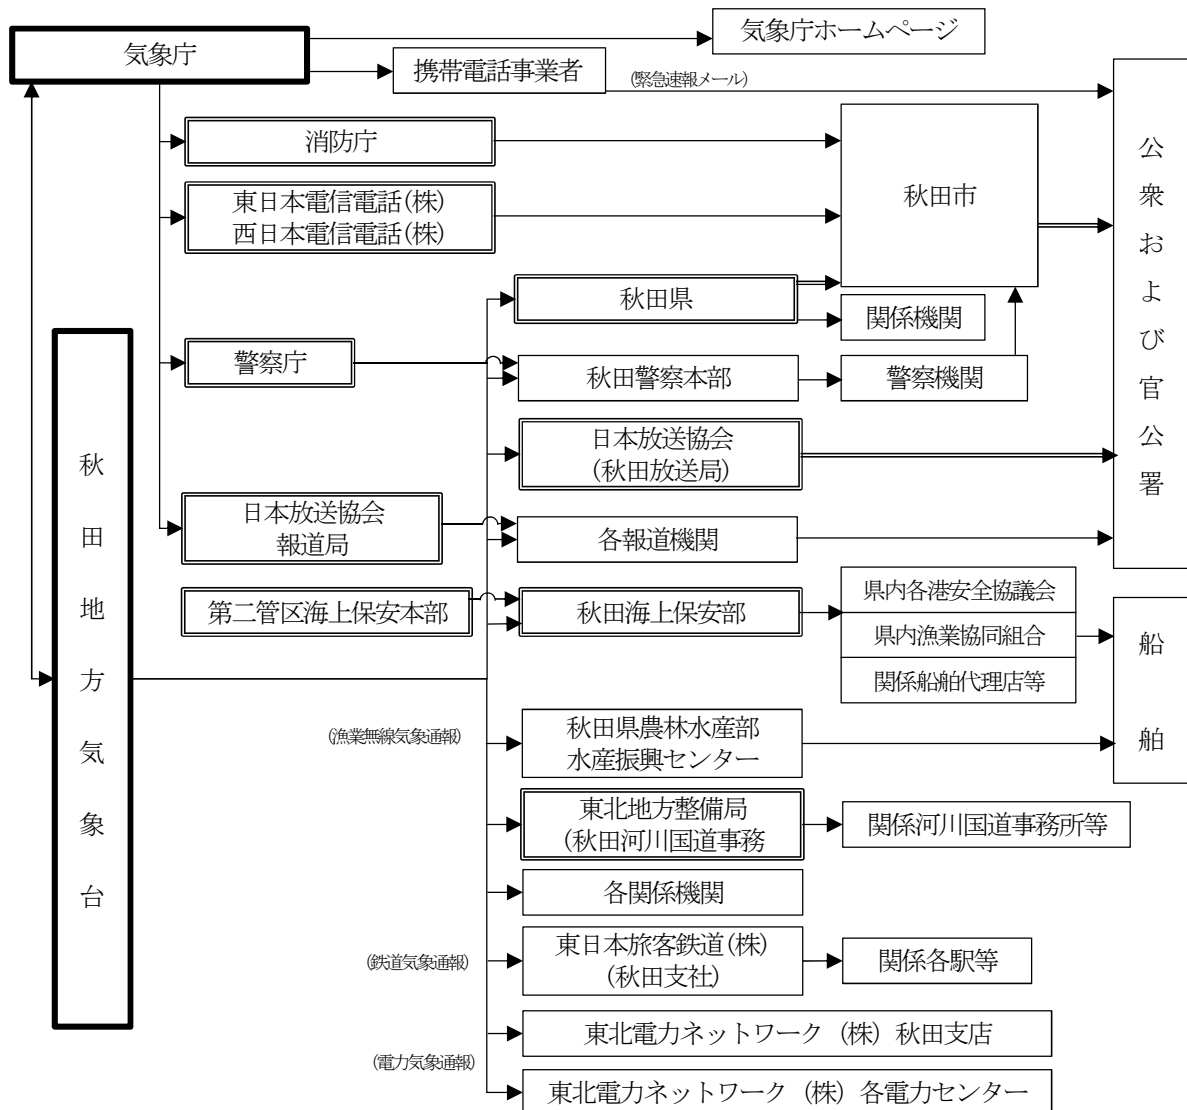 気象庁
気象庁ホームページ
携帯電話事業者
(緊急速報メール)
消防庁
東日本電信電話(株)
西日本電信電話(株)
秋田市
公衆および官公署
秋田県
関係機関
警察庁
秋田警察本部
警察機関
日本放送協会
(秋田放送局)
日本放送協会
報道局
各報道機関
秋田地方気象台
第二管区海上保安本部
秋田海上保安部
県内各港安全協議会
県内漁業協同組合
関係船舶代理店等
船舶
(漁業無線気象通報)
秋田県農林水産部
水産振興センター
東北地方整備局
(秋田河川国道事務
関係河川国道事務所等
各関係機関
(鉄道気象通報)
東日本旅客鉄道(株)
(秋田支社)
関係各駅等
東北電力ネットワーク (株) 秋田支店
(電力気象通報)
東北電力ネットワーク (株) 各電力センター